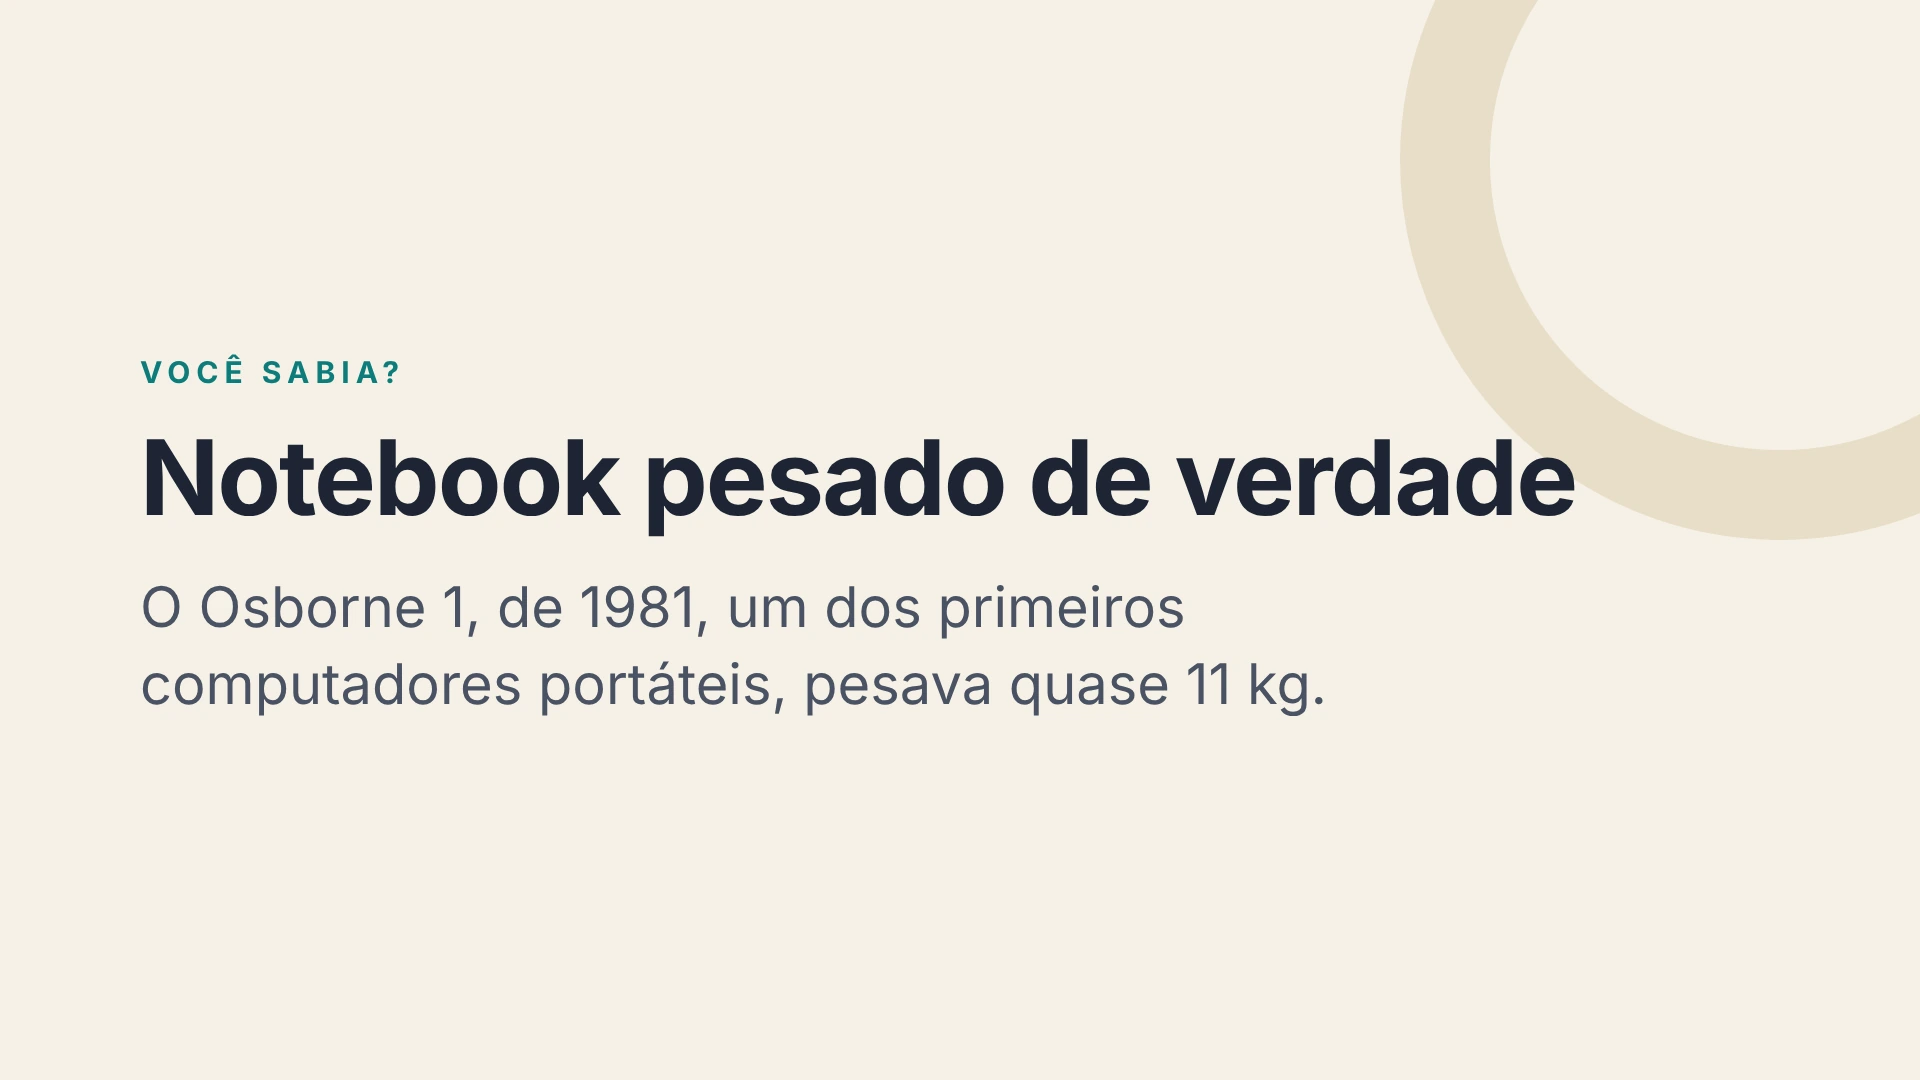 VOCÊ SABIA?
Notebook pesado de verdade
O Osborne 1, de 1981, um dos primeiros
computadores portáteis, pesava quase 11 kg.